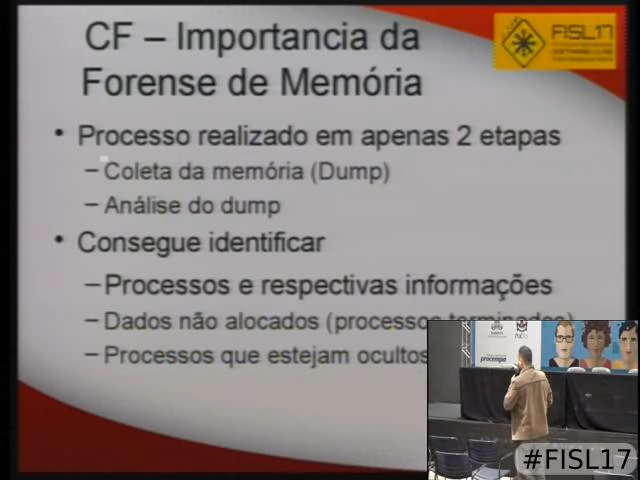 CF – Importancia da
Forense de Memória
FISL17
• Processo realizado em apenas 2 etapas
– Coleta da memória (Dump)
– Análise do dump
• Consegue identificar
– Processos e respectivas informações
– Dados não alocados (processos terminados)
– Processos que estejam ocultos
procempa
#FISL17